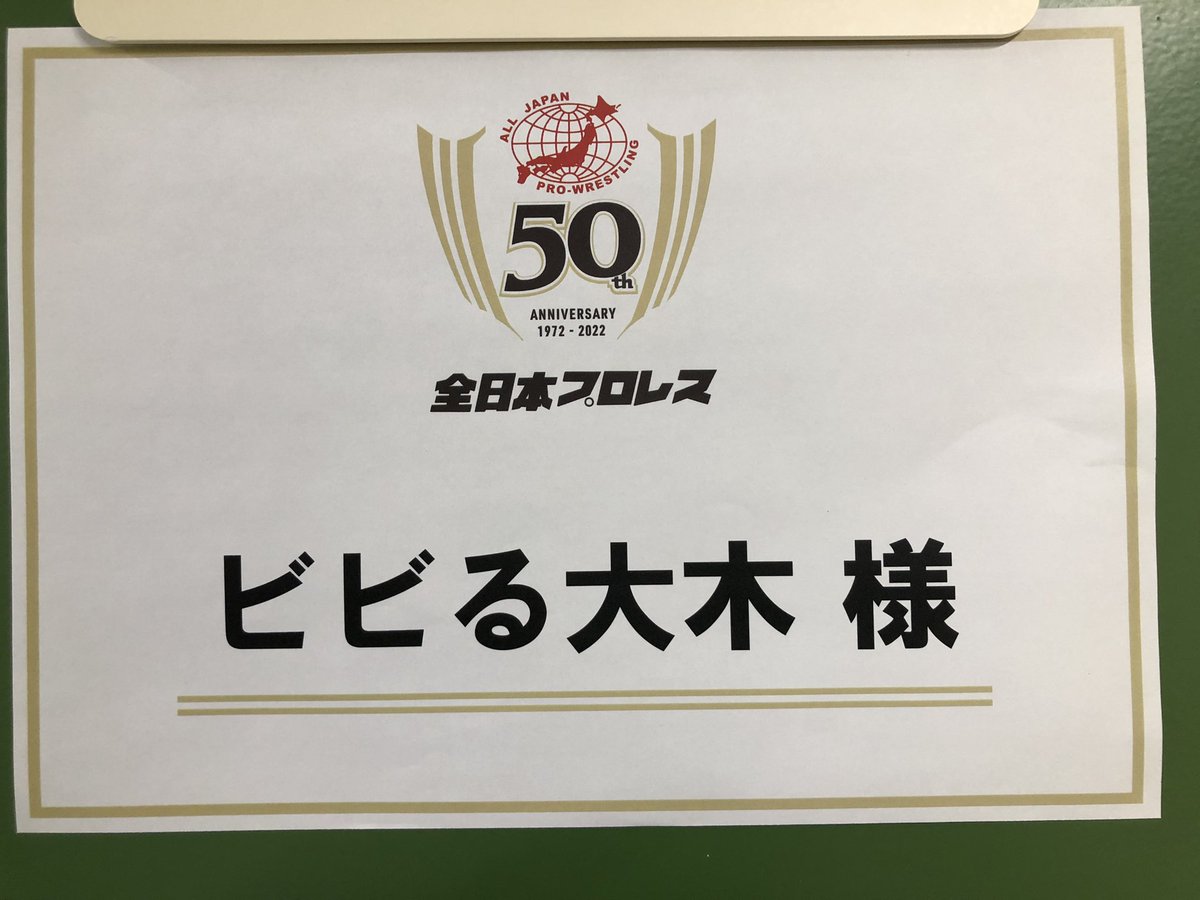 ALL JAPAN
PRO-WRESTLING
50th
ANNIVERSARY
1972 - 2022
全日本プロレス
ビビる大木 様